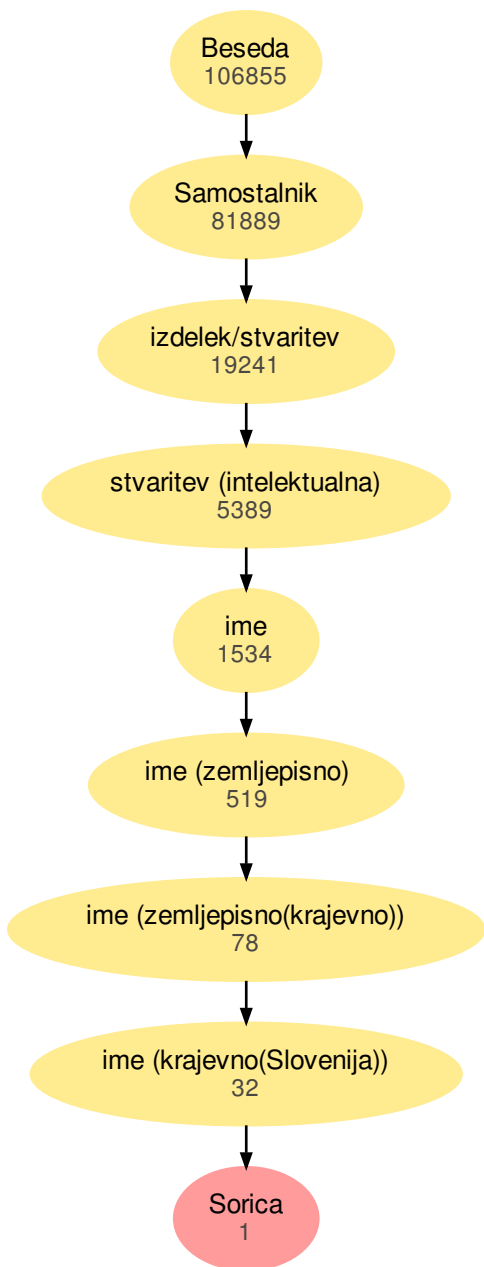 Beseda
106855
Samostalnik
81889
izdelek/stvaritev
19241
stvaritev (intelektualna)
5389
ime
1534
ime (zemljepisno)
519
ime (zemljepisno(krajevno))
78
ime (krajevno(Slovenija))
32
Sorica
1